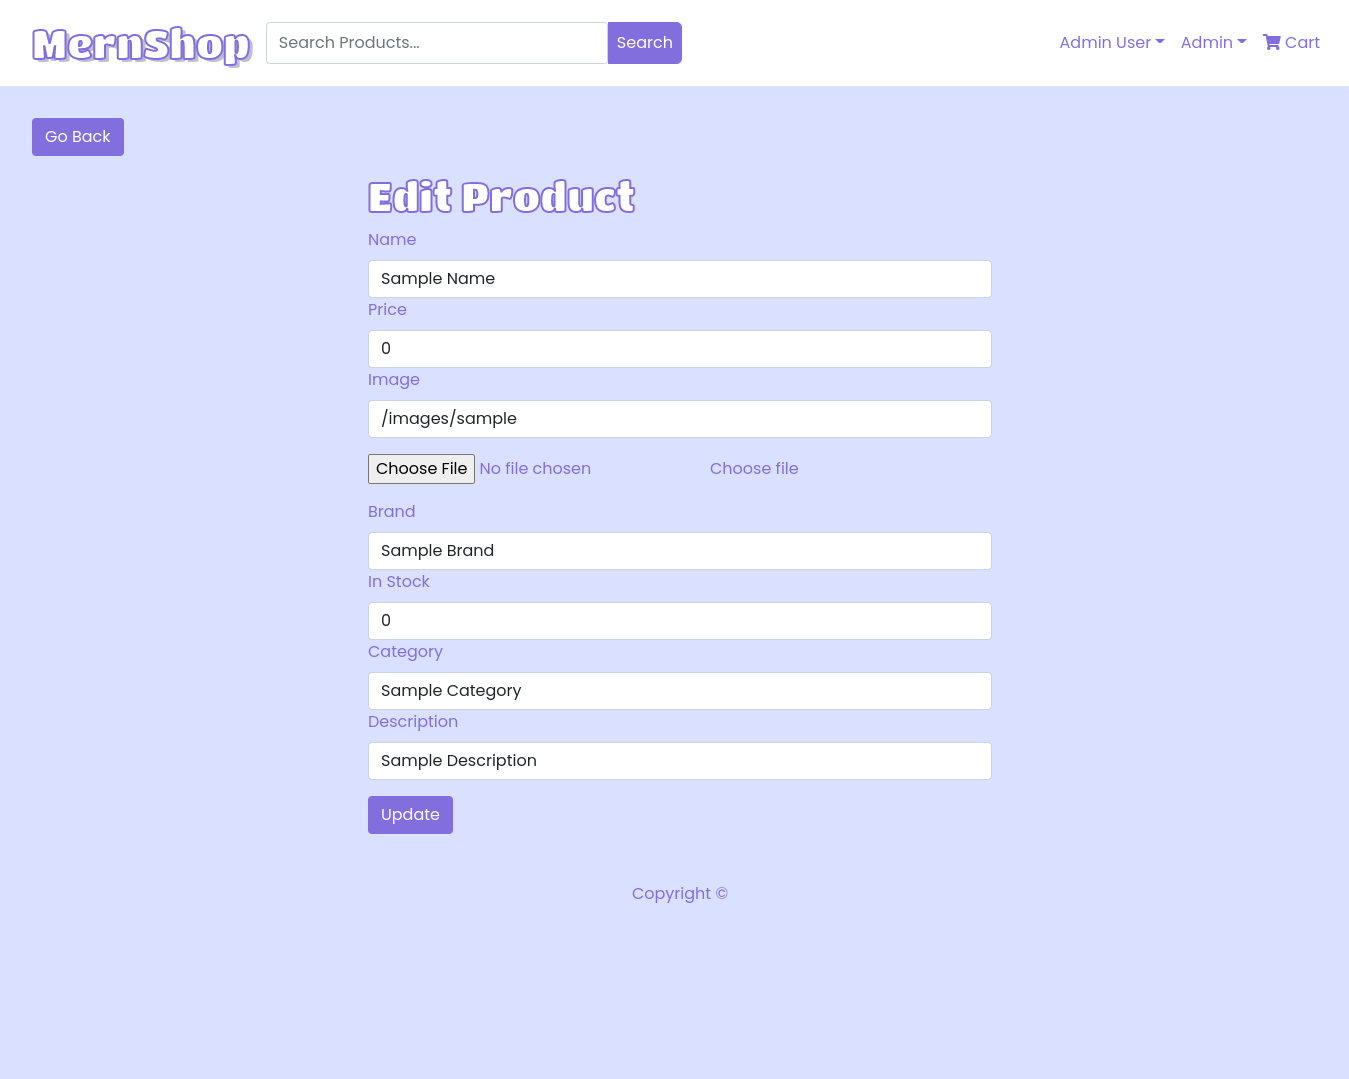 MernShop
Search Products...
Search
Admin User
Admin
Cart
Go Back
Edit Product
Name
Sample Name
Price
0
Image
/images/sample
Choose File No file chosen
Choose file
Brand
Sample Brand
In Stock
0
Category
Sample Category
Description
Sample Description
Update
Copyright ©